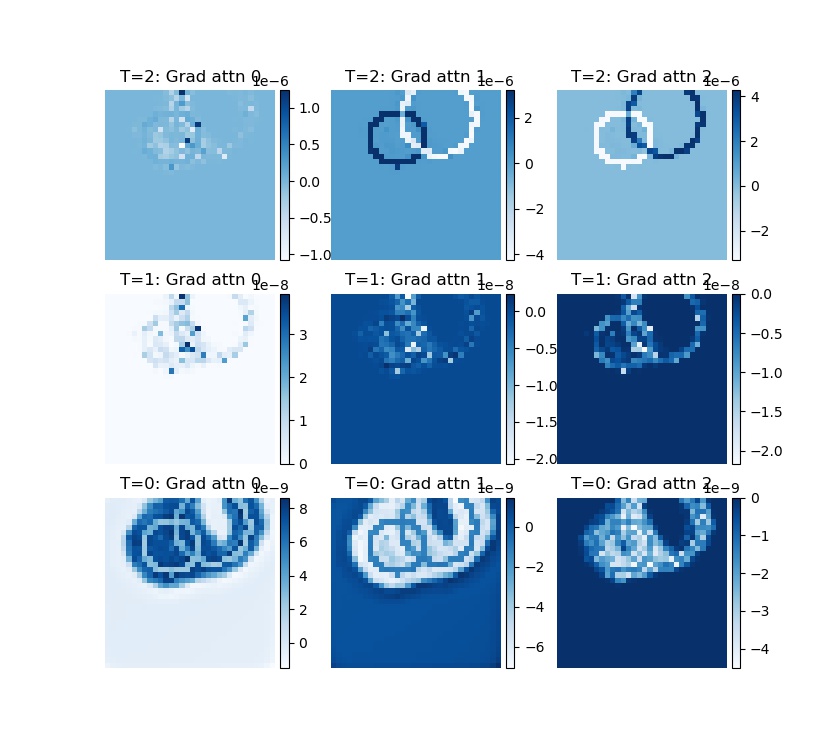 T=2: Grad attn 0
1e−6
1.0
0.5
0.0
−0.5
−1.0
T=2: Grad attn 1
1e−6
2
0
−2
−4
T=2: Grad attn 2
1e−6
4
2
0
−2
T=1: Grad attn 0
1e−8
3
2
1
0
T=1: Grad attn 1
1e−8
0.0
−0.5
−1.0
−1.5
−2.0
T=1: Grad attn 2
1e−8
0.0
−0.5
−1.0
−1.5
−2.0
T=0: Grad attn 0
1e−9
8
6
4
2
0
T=0: Grad attn 1
1e−9
0
−2
−4
−6
T=0: Grad attn 2
1e−9
0
−1
−2
−3
−4